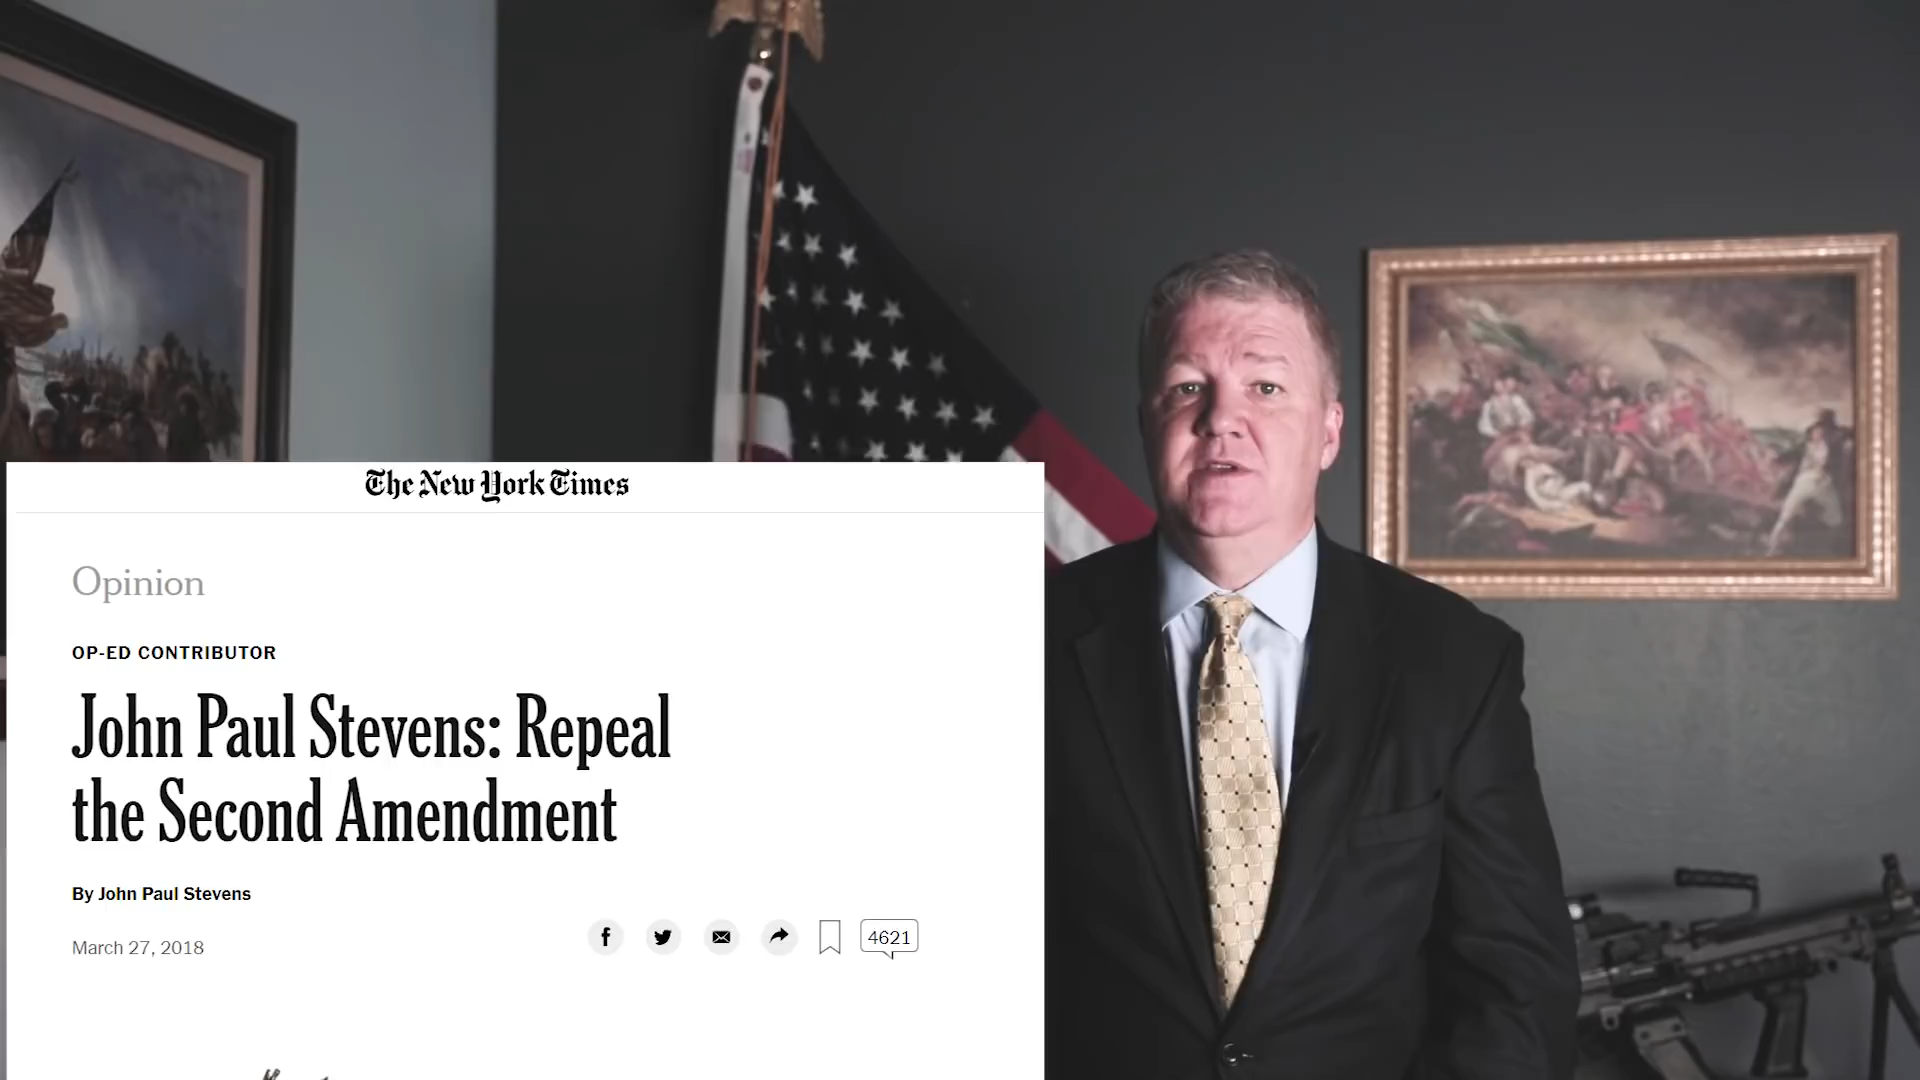 The New York Times
Opinion
OP-ED CONTRIBUTOR
John Paul Stevens: Repeal
the Second Amendment
By John Paul Stevens
March 27, 2018
4621